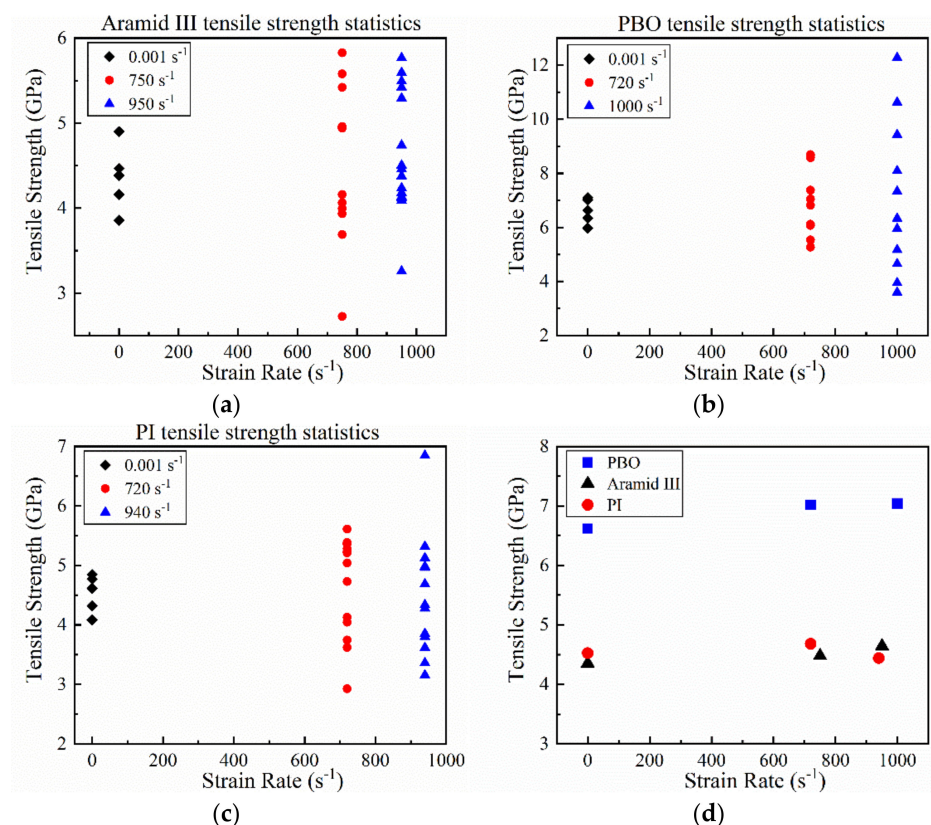 Aramid III tensile strength statistics
6
5
4
3
Tensile Strength (GPa)
0.001 s⁻¹
750 s⁻¹
950 s⁻¹
0 200 400 600 800 1000
Strain Rate (s⁻¹)
(a)
PBO tensile strength statistics
12
10
8
6
4
2
Tensile Strength (GPa)
0.001 s⁻¹
720 s⁻¹
1000 s⁻¹
0 200 400 600 800 1000
Strain Rate (s⁻¹)
(b)
PI tensile strength statistics
7
6
5
4
3
2
Tensile Strength (GPa)
0.001 s⁻¹
720 s⁻¹
940 s⁻¹
0 200 400 600 800 1000
Strain Rate (s⁻¹)
(c)
8
7
6
5
4
3
Tensile Strength (GPa)
PBO
Aramid III
PI
0 200 400 600 800 1000
Strain Rate (s⁻¹)
(d)